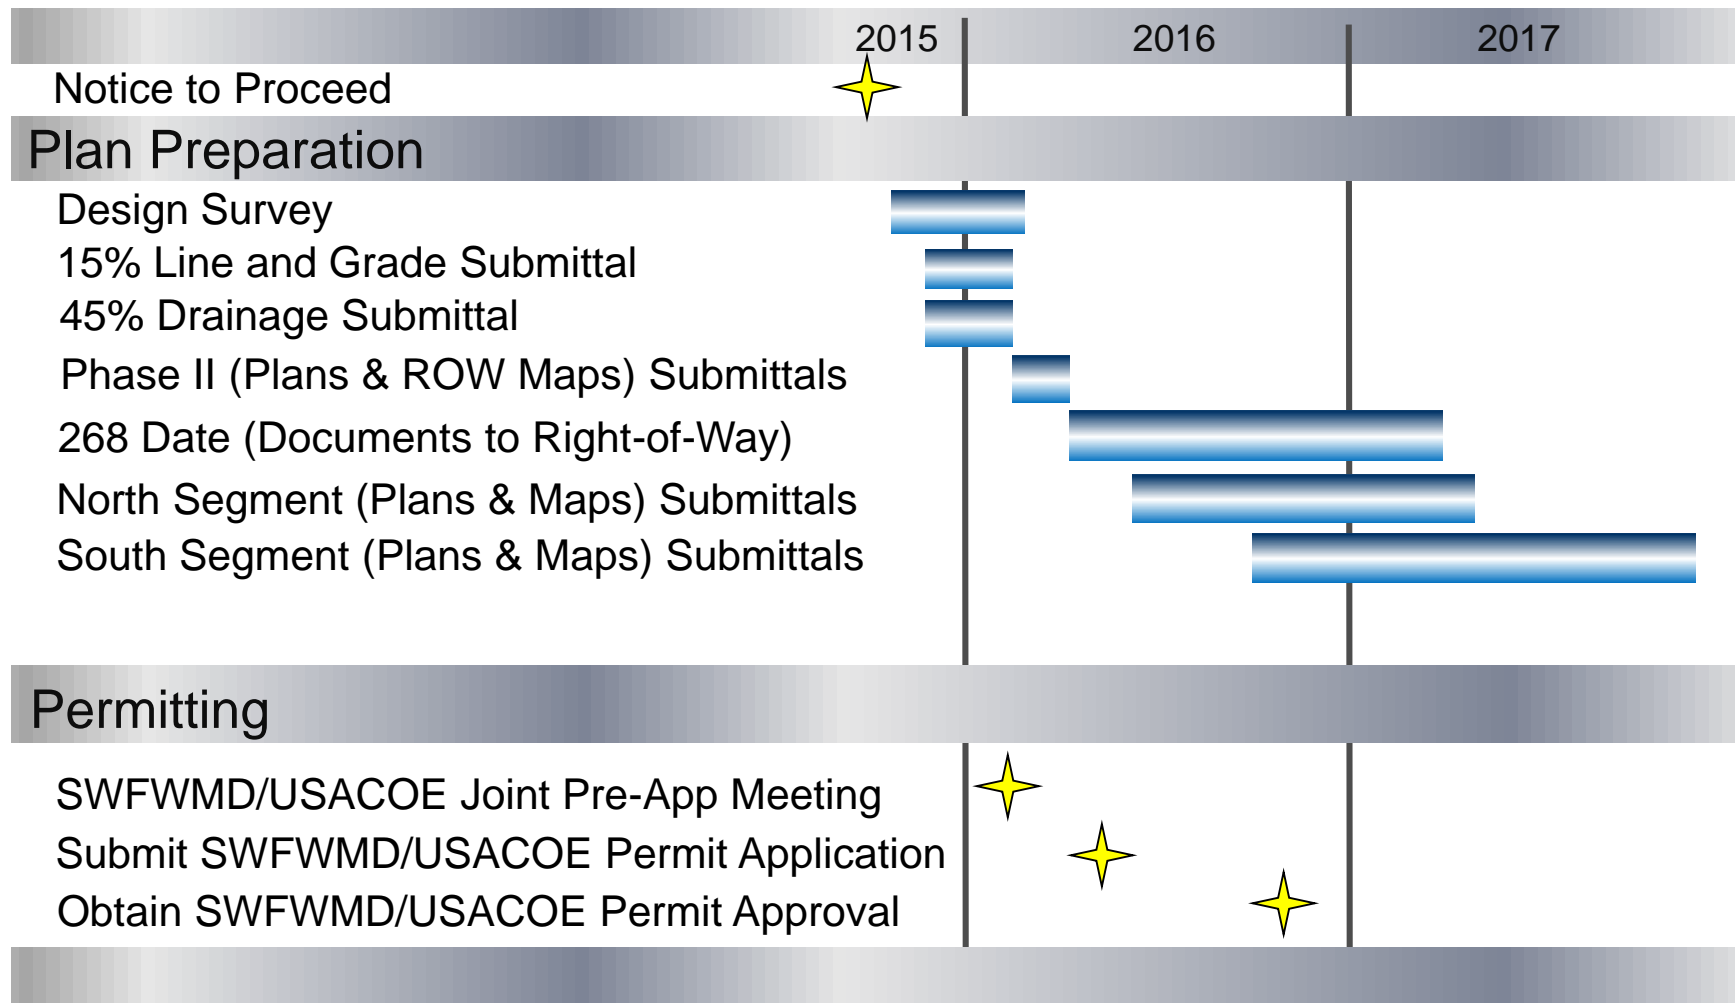 2015 2016 2017
Notice to Proceed
Plan Preparation
Design Survey
15% Line and Grade Submittal
45% Drainage Submittal
Phase II (Plans & ROW Maps) Submittals
268 Date (Documents to Right-of-Way)
North Segment (Plans & Maps) Submittals
South Segment (Plans & Maps) Submittals
Permitting
SWFWMD/USACOE Joint Pre-App Meeting
Submit SWFWMD/USACOE Permit Application
Obtain SWFWMD/USACOE Permit Approval